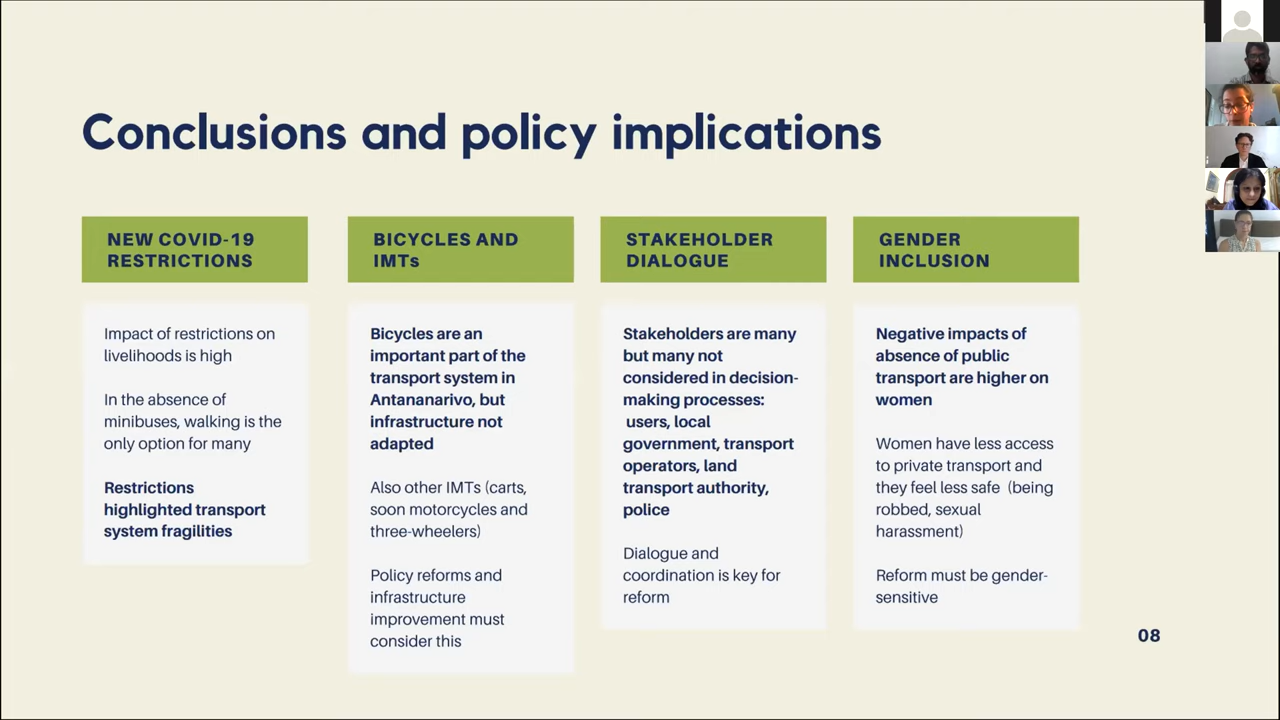 Conclusions and policy implications
NEW COVID-19
RESTRICTIONS
Impact of restrictions on
livelihoods is high
In the absence of
minibuses, walking is the
only option for many
Restrictions
highlighted transport
system fragilities
BICYCLES AND
IMTs
Bicycles are an
important part of the
transport system in
Antananarivo, but
infrastructure not
adapted
Also other IMTs (carts,
soon motorcycles and
three-wheelers)
Policy reforms and
infrastructure
improvement must
consider this
STAKEHOLDER
DIALOGUE
Stakeholders are many
but many not
considered in decision-
making processes:
users, local
government, transport
operators, land
transport authority,
police
Dialogue and
coordination is key for
reform
GENDER
INCLUSION
Negative impacts of
absence of public
transport are higher on
women
Women have less access
to private transport and
they feel less safe (being
robbed, sexual
harassment)
Reform must be gender-
sensitive
08